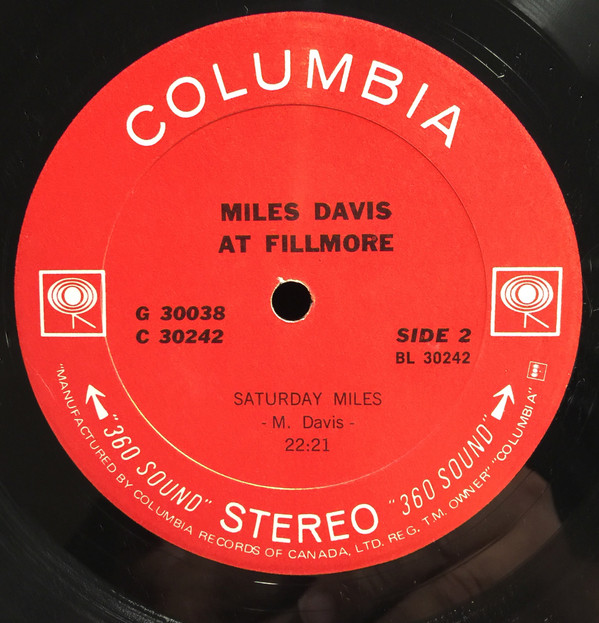 COLUMBIA
MILES DAVIS
AT FILLMORE
G 30038
C 30242
SIDE 2
BL 30242
SATURDAY MILES
- M. Davis -
22:21
"360 SOUND" STEREO "360 SOUND"
"MANUFACTURED BY COLUMBIA RECORDS OF CANADA, LTD. REG. T.M. OWNER" "COLUMBIA"